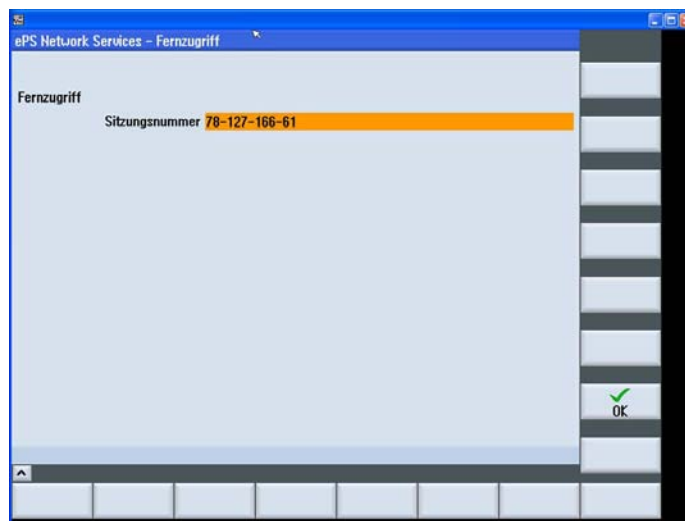 ePS Network Services - Fernzugriff
Fernzugriff
Sitzungsnummer 78-127-166-61
OK